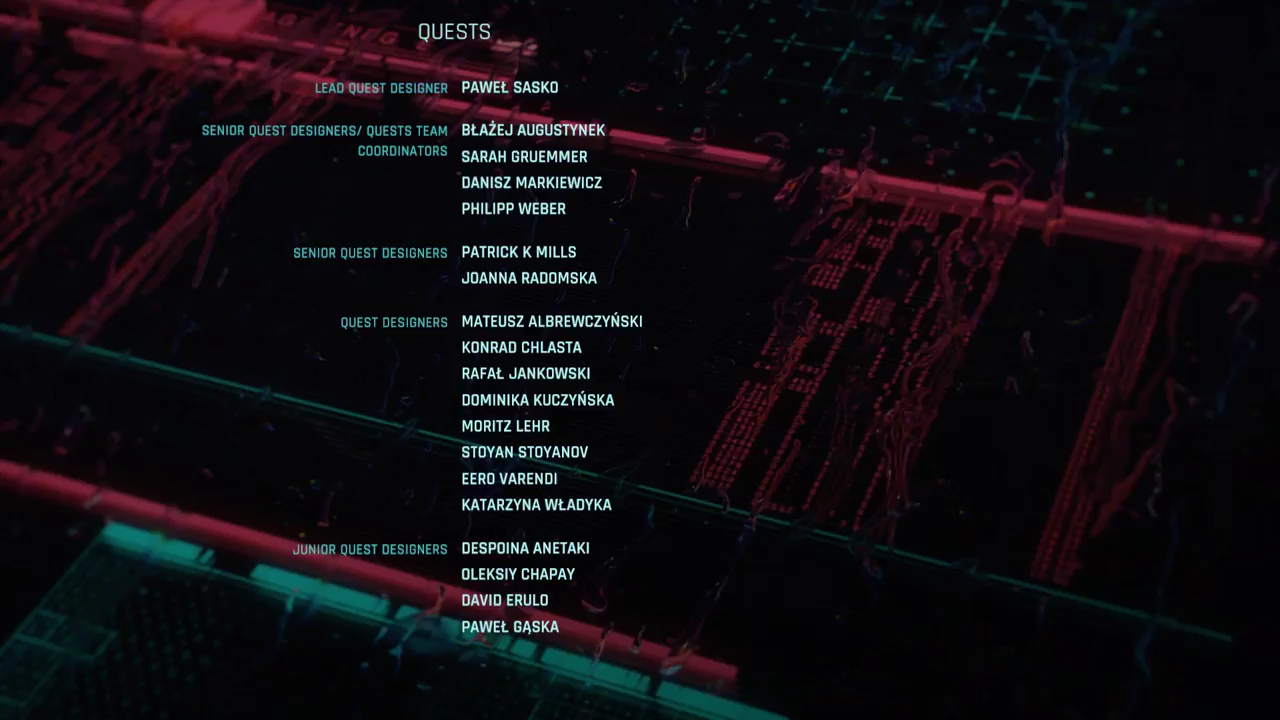 QUESTS
LEAD QUEST DESIGNER PAWEŁ SASKO
SENIOR QUEST DESIGNERS/ QUESTS TEAM COORDINATORS BŁAŻEJ AUGUSTYNEK
SARAH GRUEMMER
DANISZ MARKIEWICZ
PHILIPP WEBER
SENIOR QUEST DESIGNERS PATRICK K MILLS
JOANNA RADOMSKA
QUEST DESIGNERS MATEUSZ ALBREWCZYŃSKI
KONRAD CHLASTA
RAFAŁ JANKOWSKI
DOMINIKA KUCZYŃSKA
MORITZ LEHR
STOYAN STOYANOV
EERO VARENDI
KATARZYNA WŁADYKA
JUNIOR QUEST DESIGNERS DESPOINA ANETAKI
OLEKSIY CHAPAY
DAVID ERULO
PAWEŁ GĄSKA